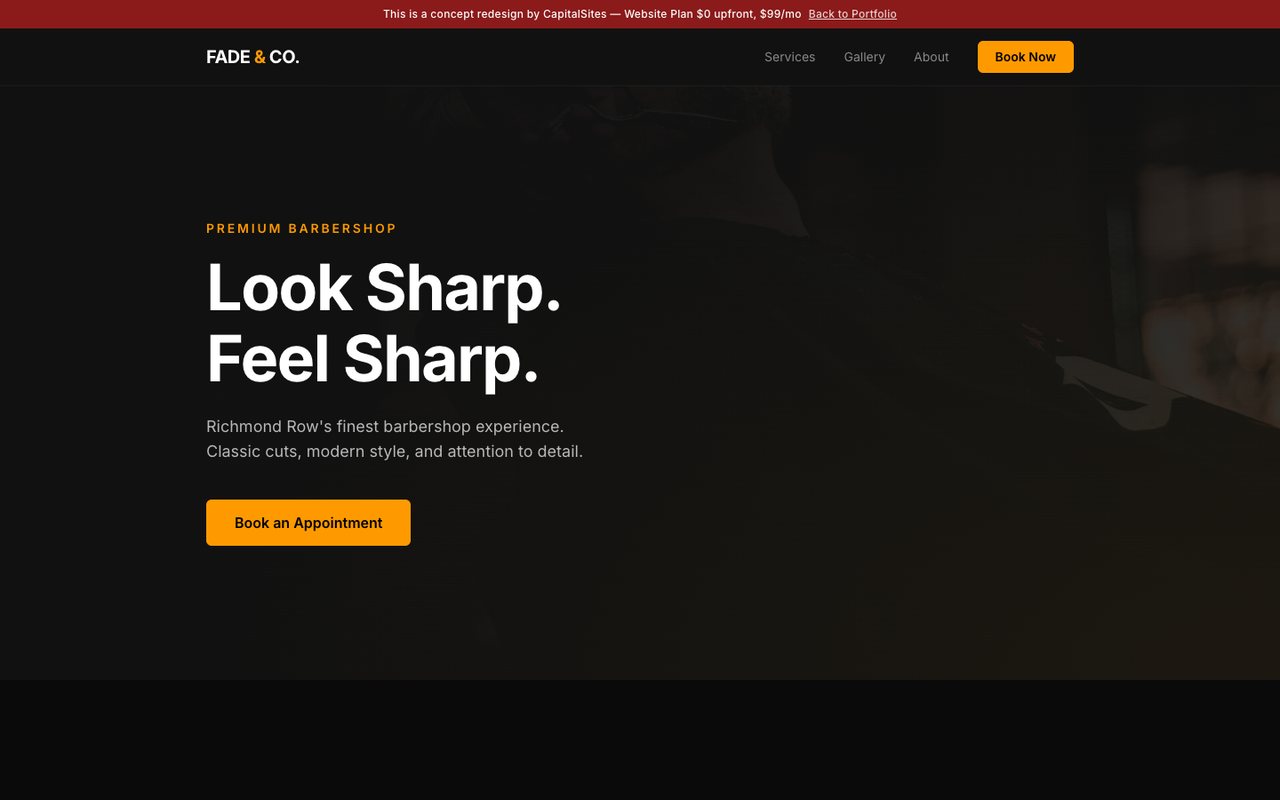 This is a concept redesign by CapitalSites — Website Plan $0 upfront, $99/mo Back to Portfolio
FADE & CO.
Services
Gallery
About
Book Now
PREMIUM BARBERSHOP
Look Sharp.
Feel Sharp.
Richmond Row's finest barbershop experience.
Classic cuts, modern style, and attention to detail.
Book an Appointment